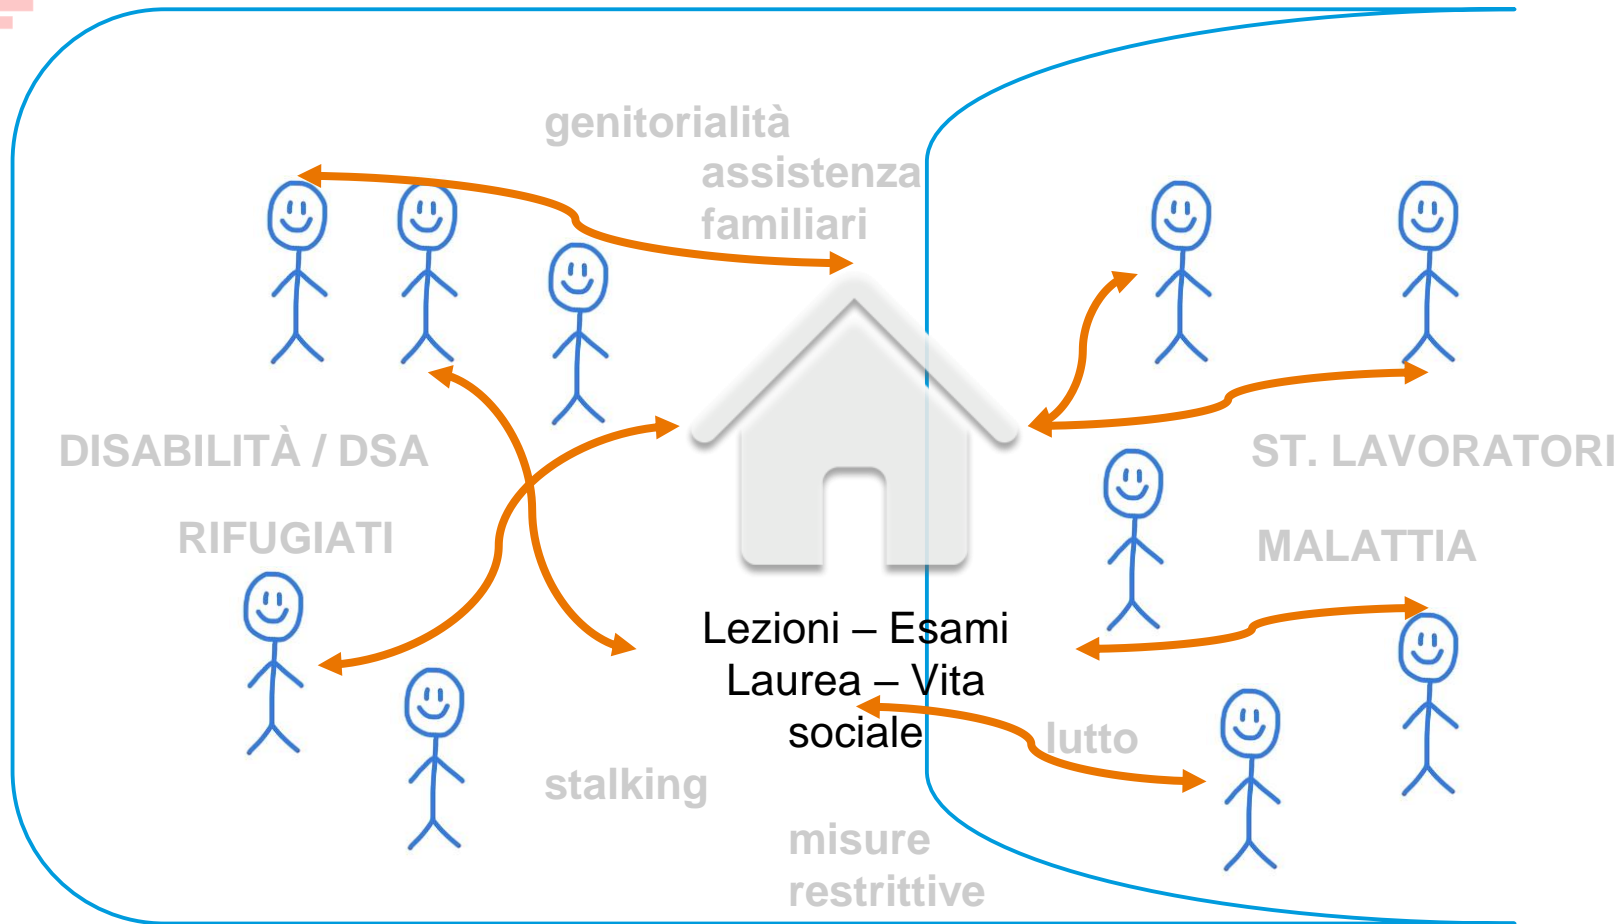 genitorialità
assistenza
familiari
DISABILITÀ / DSA
ST. LAVORATORI
RIFUGIATI
MALATTIA
Lezioni – Esami
Laurea – Vita
sociale
lutto
stalking
misure
restrittive